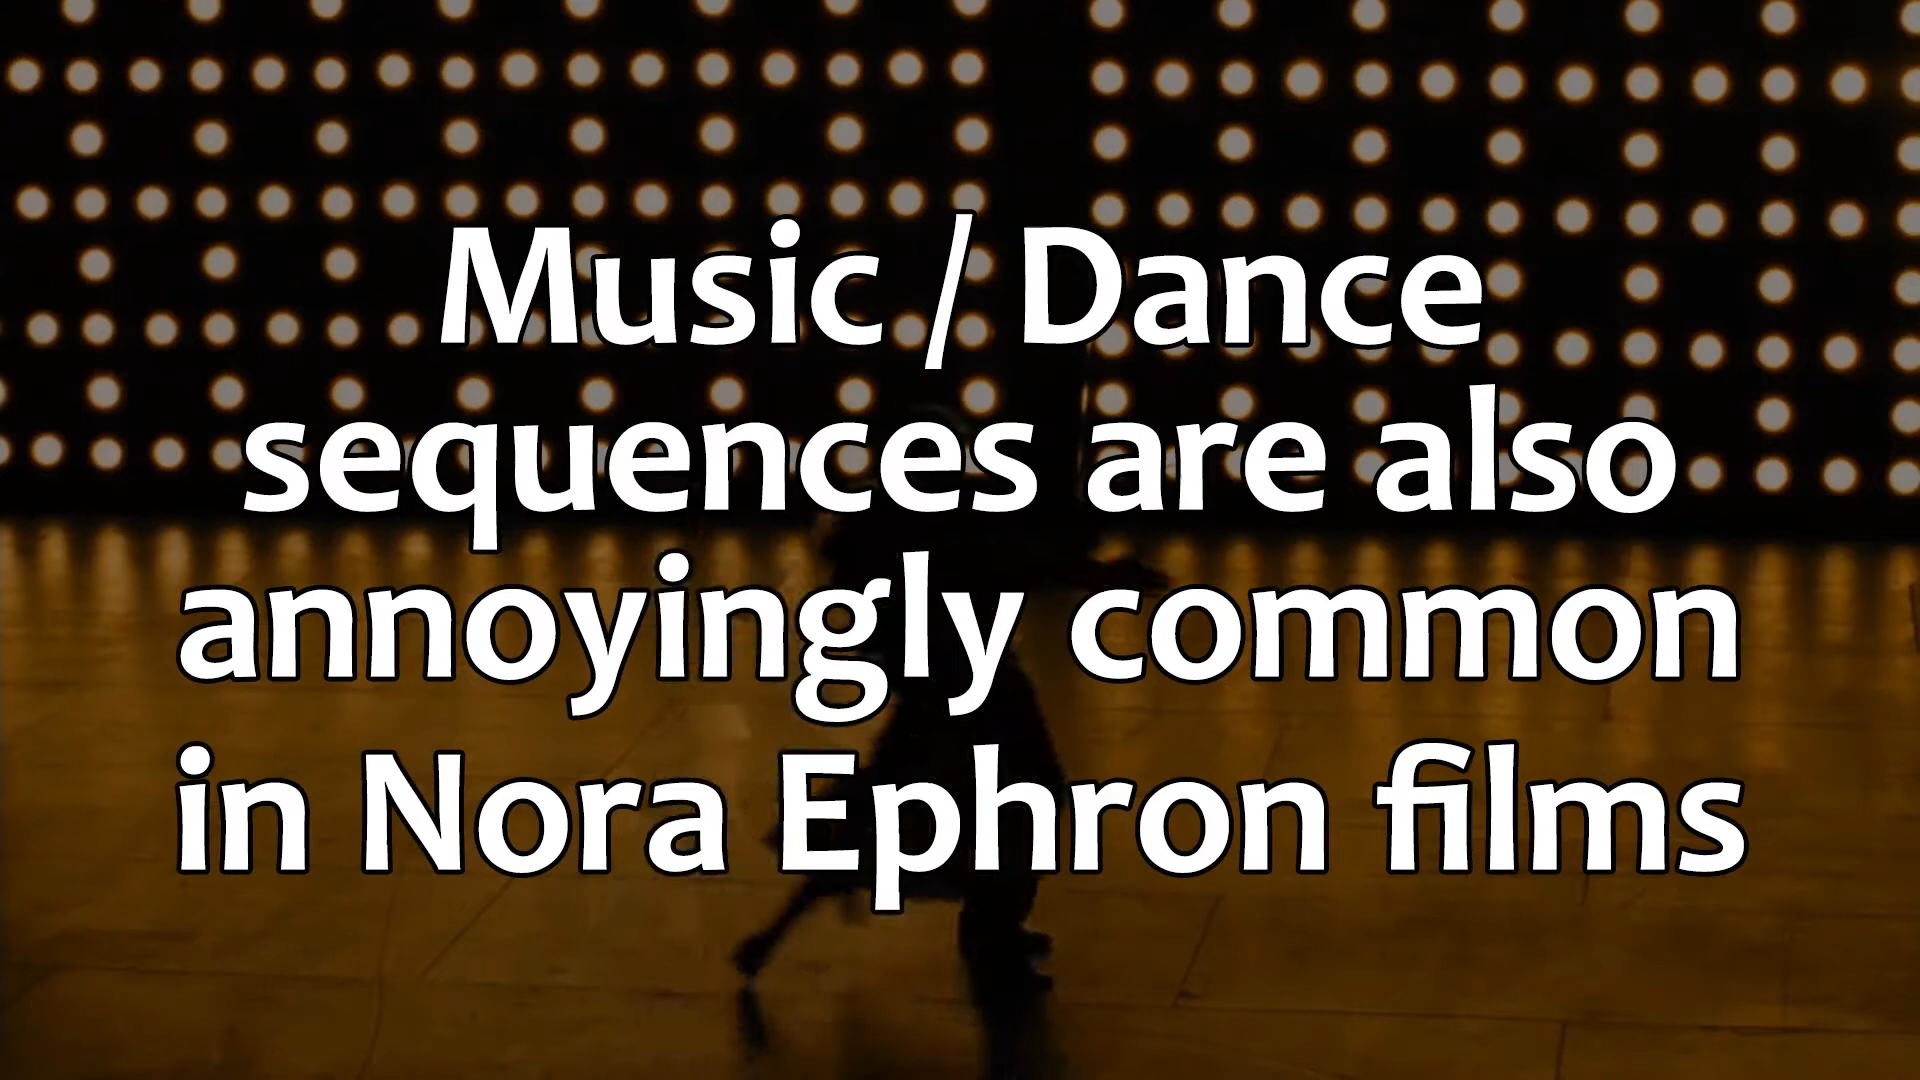 Music / Dance
sequences are also
annoyingly common
in Nora Ephron films